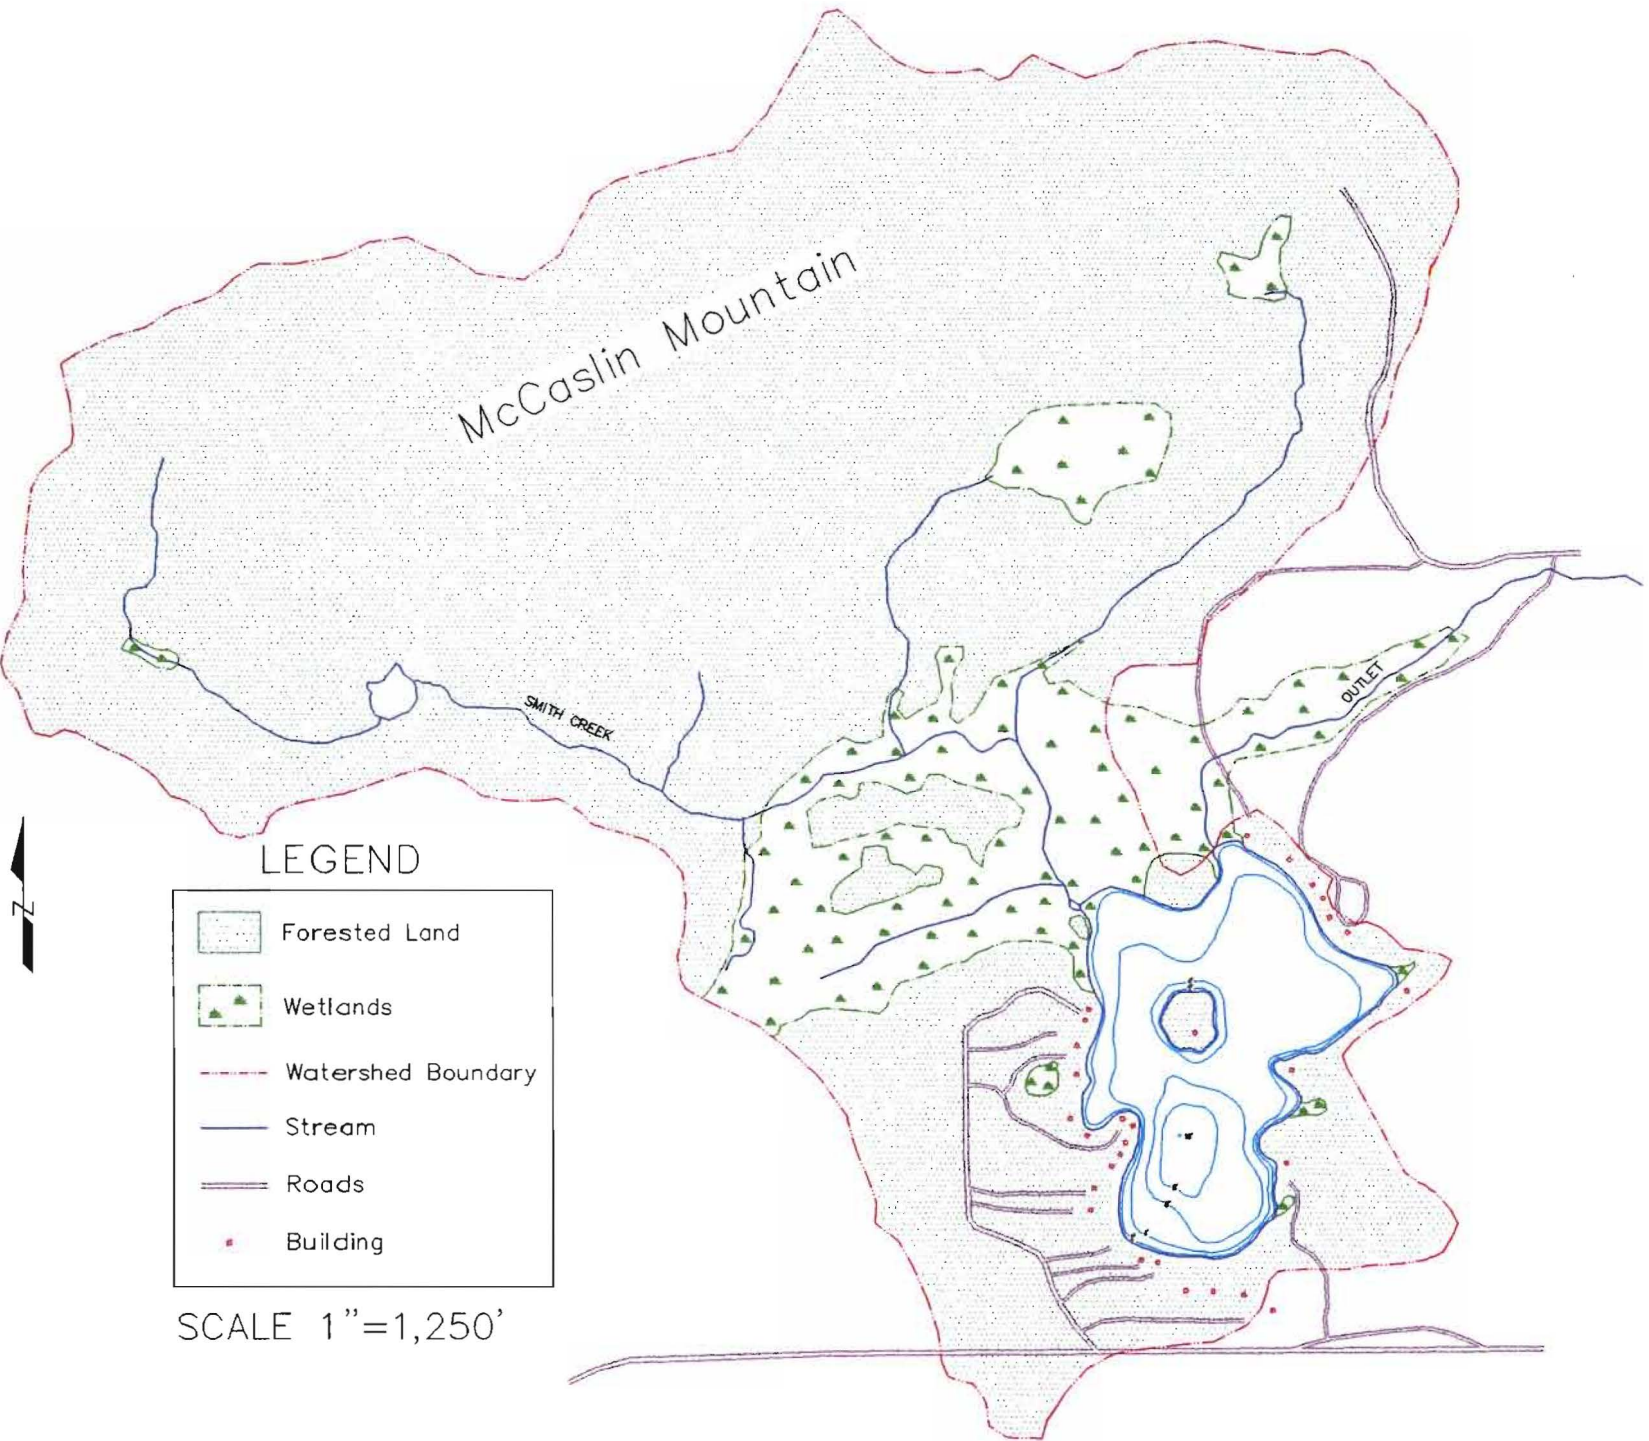 McCaslin Mountain
SMITH CREEK
OUTLET
N
LEGEND
Forested Land
Wetlands
Watershed Boundary
Stream
Roads
Building
SCALE 1"=1,250'